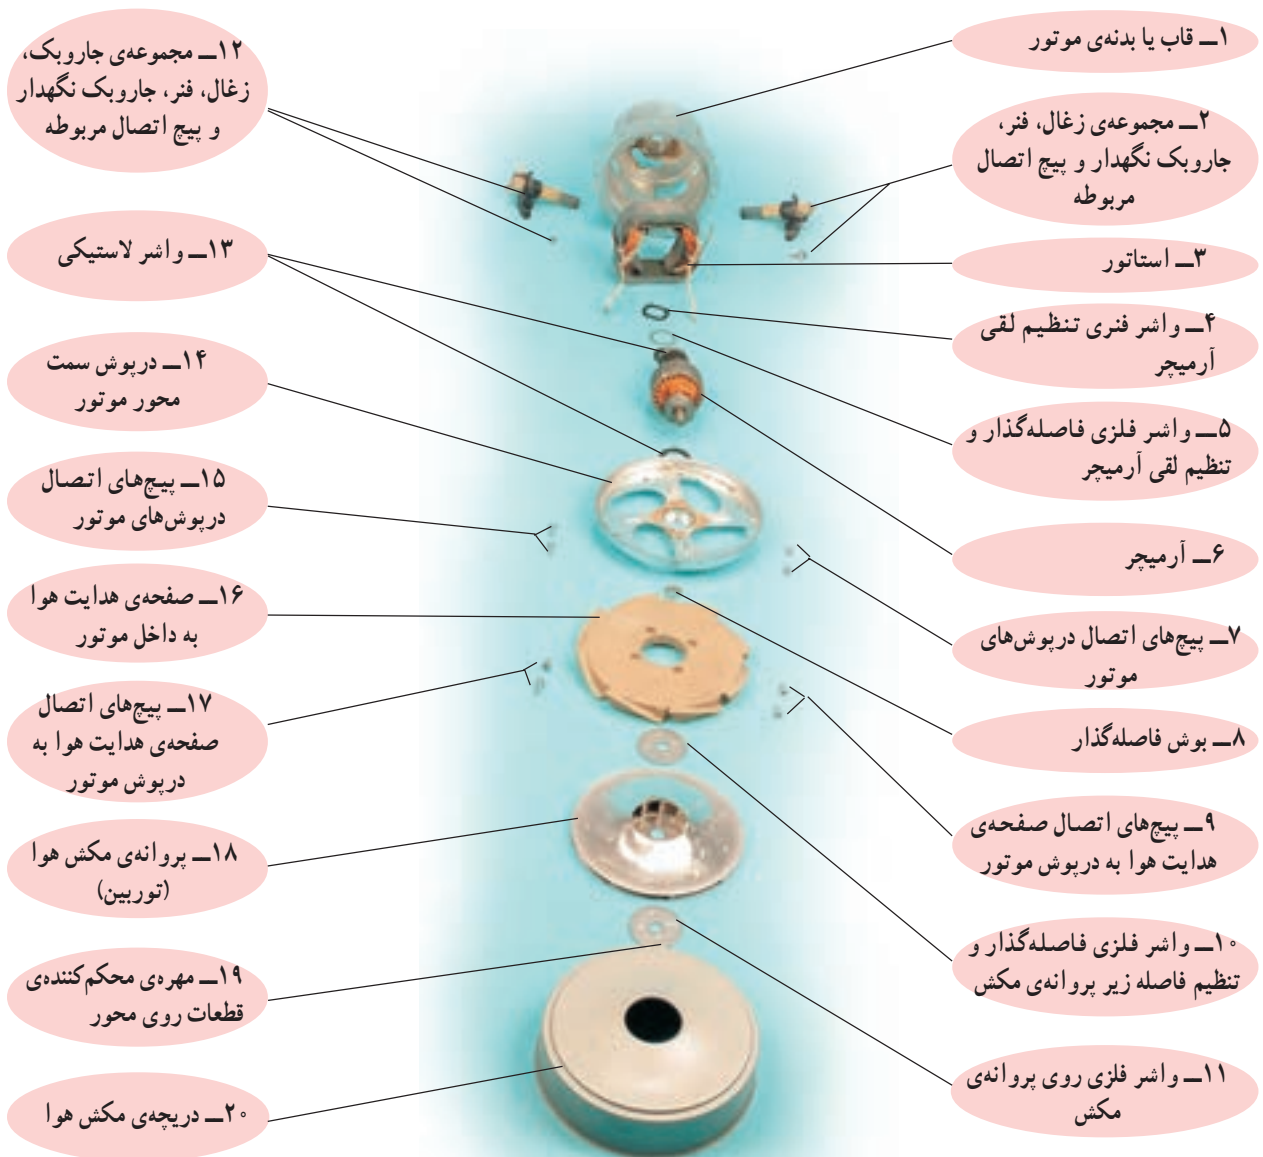 ۱ــ قاب یا بدنه‌ی موتور
۲ــ مجموعه‌ی زغال، فنر،
جاروبک نگهدار و پیچ اتصال
مربوطه
۳ــ استاتور
۴ــ واشر فنری تنظیم لقی
آرمیچر
۵ــ واشر فلزی فاصله‌گذار و
تنظیم لقی آرمیچر
۶ــ آرمیچر
۷ــ پیچ‌های اتصال درپوش‌های
موتور
۸ــ بوش فاصله‌گذار
۹ــ پیچ‌های اتصال صفحه‌ی
هدایت هوا به درپوش موتور
۱۰ــ واشر فلزی فاصله‌گذار و
تنظیم فاصله زیر پروانه‌ی مکش
۱۱ــ واشر فلزی روی پروانه‌ی
مکش
۱۲ــ مجموعه‌ی جاروبک،
زغال، فنر، جاروبک نگهدار
و پیچ اتصال مربوطه
۱۳ــ واشر لاستیکی
۱۴ــ درپوش سمت
محور موتور
۱۵ــ پیچ‌های اتصال
درپوش‌های موتور
۱۶ــ صفحه‌ی هدایت هوا
به داخل موتور
۱۷ــ پیچ‌های اتصال
صفحه‌ی هدایت هوا به
درپوش موتور
۱۸ــ پروانه‌ی مکش هوا
(توربین)
۱۹ــ مهره‌ی محکم‌کننده‌ی
قطعات روی محور
۲۰ــ دریچه‌ی مکش هوا